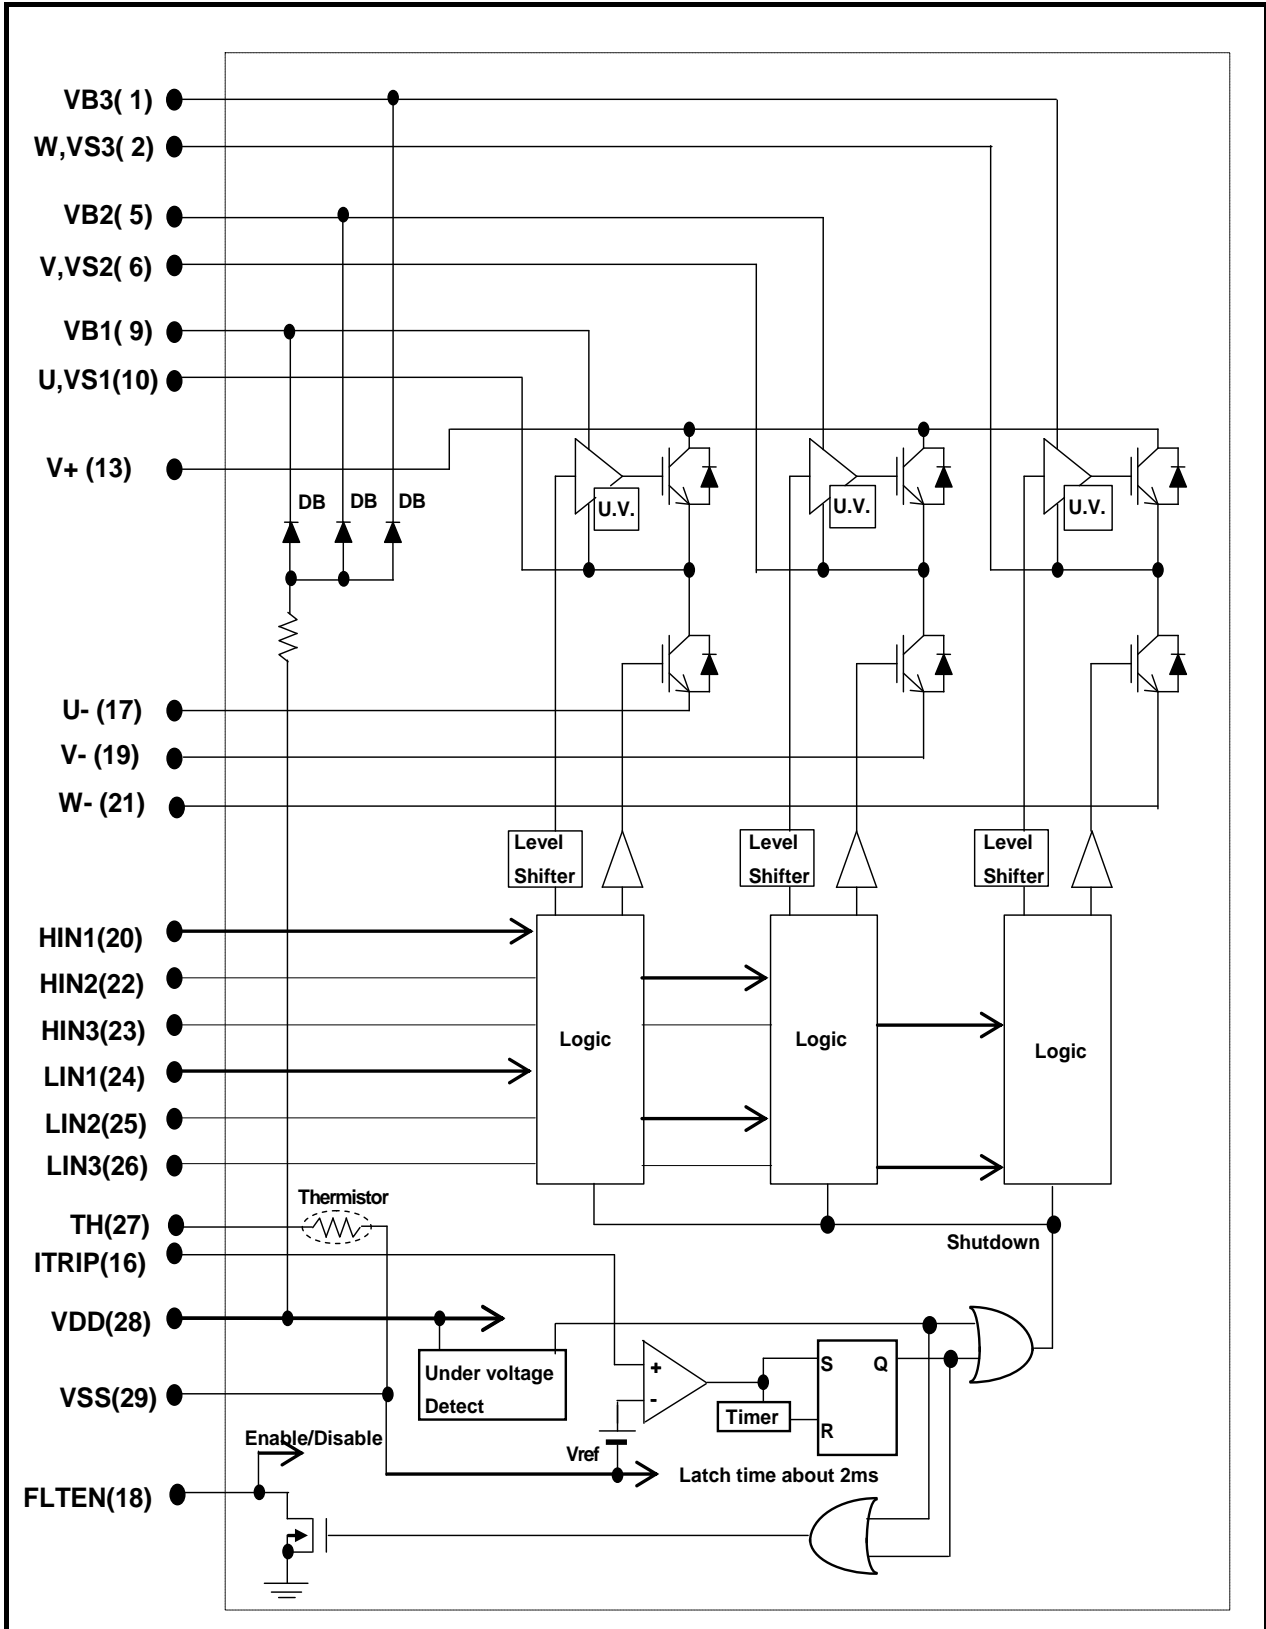 VB3( 1)
W,VS3( 2)
VB2( 5)
V,VS2( 6)
VB1( 9)
U,VS1(10)
V+ (13)
DB DB DB
U.V. U.V. U.V.
U- (17)
V- (19)
W- (21)
Level
Shifter
Level
Shifter
Level
Shifter
HIN1(20)
HIN2(22)
HIN3(23)
LIN1(24)
LIN2(25)
LIN3(26)
Logic
Logic
Logic
Thermistor
TH(27)
ITRIP(16)
Shutdown
VDD(28)
Under voltage
Detect
+
-
S Q
R
Timer
VSS(29)
Vref
Enable/Disable
Latch time about 2ms
FLTEN(18)